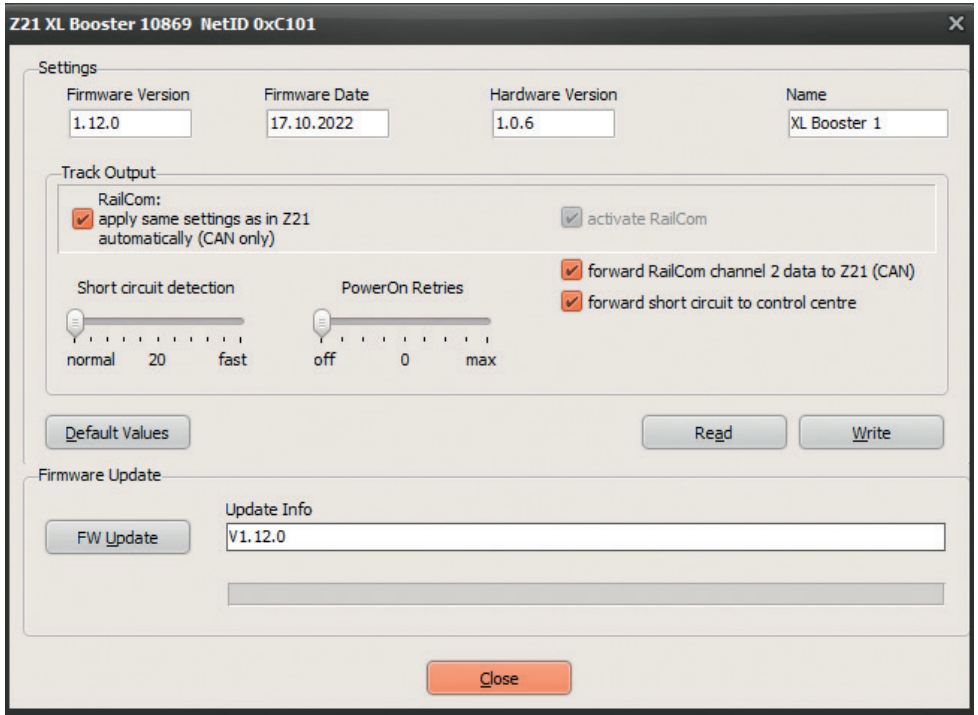 Z21 XL Booster 10869 NetID 0xC101
Settings
Firmware Version
Firmware Date
Hardware Version
Name
1.12.0
17.10.2022
1.0.6
XL Booster 1
Track Output
RailCom:
apply same settings as in Z21
automatically (CAN only)
activate RailCom
forward RailCom channel 2 data to Z21 (CAN)
forward short circuit to control centre
Short circuit detection
normal 20 fast
PowerOn Retries
off 0 max
Default Values
Read
Write
Firmware Update
Update Info
FW Update
V1.12.0
Close